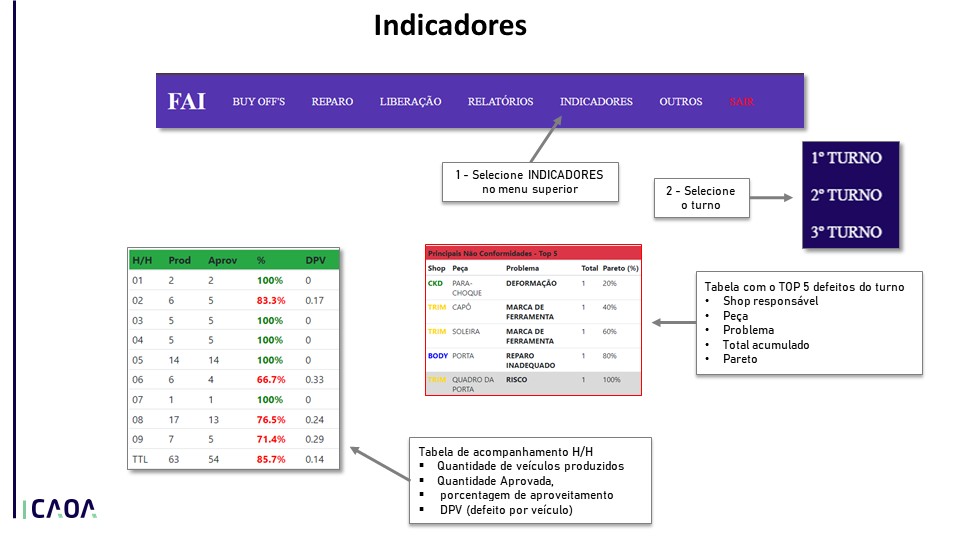 Indicadores
FAI BUY OFF'S REPARO LIBERAÇÃO RELATÓRIOS INDICADORES OUTROS SAIR
1 - Selecione INDICADORES
no menu superior
2 - Selecione
o turno
1º TURNO
2º TURNO
3º TURNO
H/H Prod Aprov % DPV
01 2 2 100% 0
02 6 5 83.3% 0.17
03 5 5 100% 0
04 5 5 100% 0
05 14 14 100% 0
06 6 4 66.7% 0.33
07 1 1 100% 0
08 17 13 76.5% 0.24
09 7 5 71.4% 0.29
TTL 63 54 85.7% 0.14
Principais Não Conformidades - Top 5
Shop Peça Problema Total Pareto (%)
CKD PARA- DEFORMAÇÃO 1 20%
CHOQUE
TRIM CAPÔ MARCA DE 1 40%
FERRAMENTA
TRIM SOLEIRA MARCA DE 1 60%
FERRAMENTA
BODY PORTA REPARO 1 80%
INADEQUADO
TRIM QUADRO DA RISCO 1 100%
PORTA
Tabela com o TOP 5 defeitos do turno
• Shop responsável
• Peça
• Problema
• Total acumulado
• Pareto
Tabela de acompanhamento H/H
▪ Quantidade de veículos produzidos
▪ Quantidade Aprovada,
▪ porcentagem de aproveitamento
▪ DPV (defeito por veículo)
CAOA